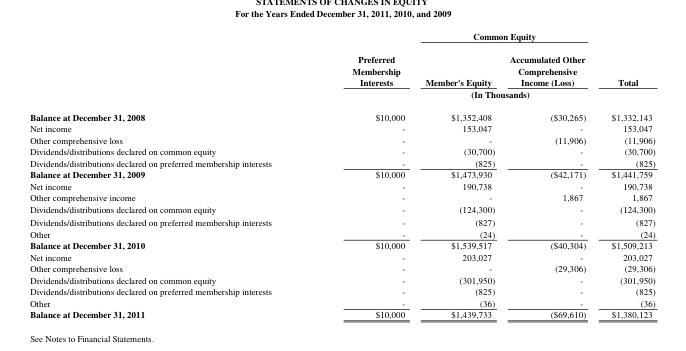 STATEMENTS OF CHANGES IN EQUITY
For the Years Ended December 31, 2011, 2010, and 2009
Common Equity
Preferred Accumulated Other
Membership Comprehensive
Interests Member's Equity Income (Loss) Total
(In Thousands)
Balance at December 31, 2008 $10,000 $1,352,408 ($30,265) $1,332,143
Net income - 153,047 - 153,047
Other comprehensive loss - - (11,906) (11,906)
Dividends/distributions declared on common equity - (30,700) - (30,700)
Dividends/distributions declared on preferred membership interests - (825) - (825)
Balance at December 31, 2009 $10,000 $1,473,930 ($42,171) $1,441,759
Net income - 190,738 - 190,738
Other comprehensive income - - 1,867 1,867
Dividends/distributions declared on common equity - (124,300) - (124,300)
Dividends/distributions declared on preferred membership interests - (827) - (827)
Other - (24) - (24)
Balance at December 31, 2010 $10,000 $1,539,517 ($40,304) $1,509,213
Net income - 203,027 - 203,027
Other comprehensive loss - - (29,306) (29,306)
Dividends/distributions declared on common equity - (301,950) - (301,950)
Dividends/distributions declared on preferred membership interests - (825) - (825)
Other - (36) - (36)
Balance at December 31, 2011 $10,000 $1,439,733 ($69,610) $1,380,123
See Notes to Financial Statements.